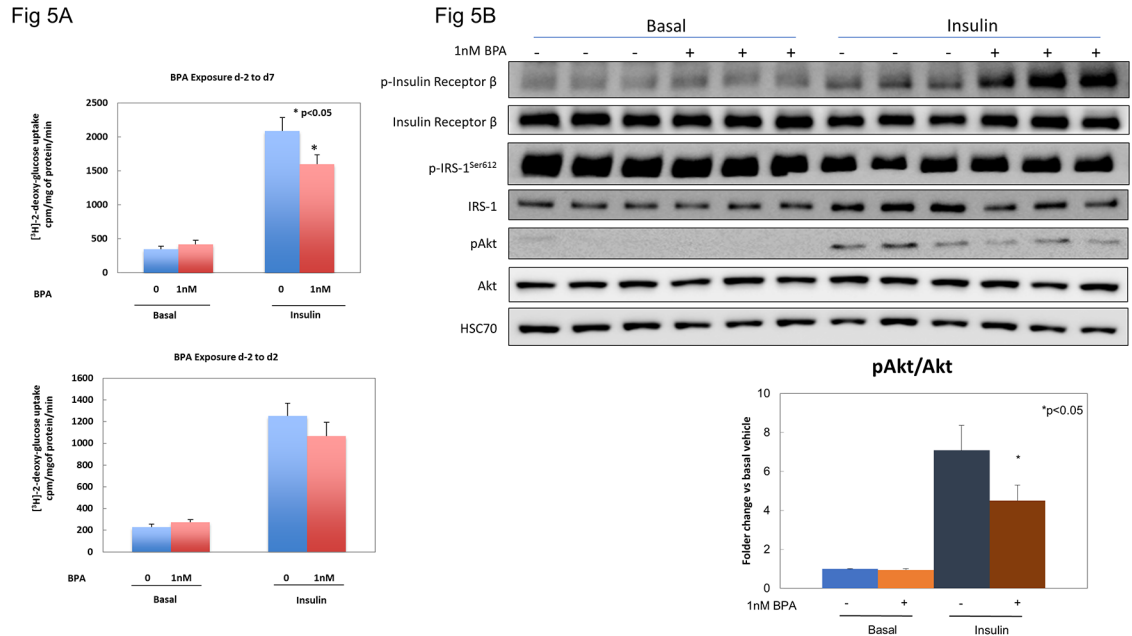 Fig 5A
BPA Exposure d-2 to d7
[³H]-2-deoxy-glucose uptake
cpm/mg of protein/min
2500
2000
1500
1000
500
0
* p<0.05
*
BPA
0 1nM 0 1nM
Basal Insulin
BPA Exposure d-2 to d2
[³H]-2-deoxy-glucose uptake
cpm/mgof protein/min
1600
1400
1200
1000
800
600
400
200
0
BPA 0 1nM 0 1nM
Basal Insulin
Fig 5B
Basal Insulin
1nM BPA - - - + + + - - - + + +
p-Insulin Receptor β
Insulin Receptor β
p-IRS-1Ser612
IRS-1
pAkt
Akt
HSC70
pAkt/Akt
Folder change vs basal vehicle
10
8
6
4
2
0
*p<0.05
*
1nM BPA - + - +
Basal Insulin